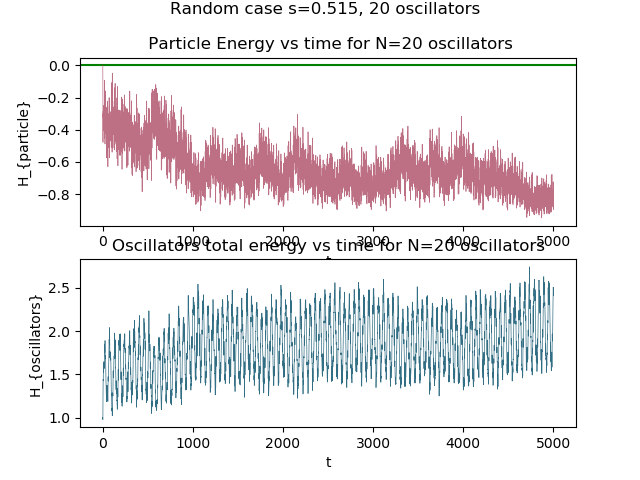 Random case s=0.515, 20 oscillators
Particle Energy vs time for N=20 oscillators
H_{particle}
0.0
−0.2
−0.4
−0.6
−0.8
0 1000 2000 3000 4000 5000
Oscillators total energy vs time for N=20 oscillators
H_{oscillators}
2.5
2.0
1.5
1.0
0 1000 2000 3000 4000 5000
t